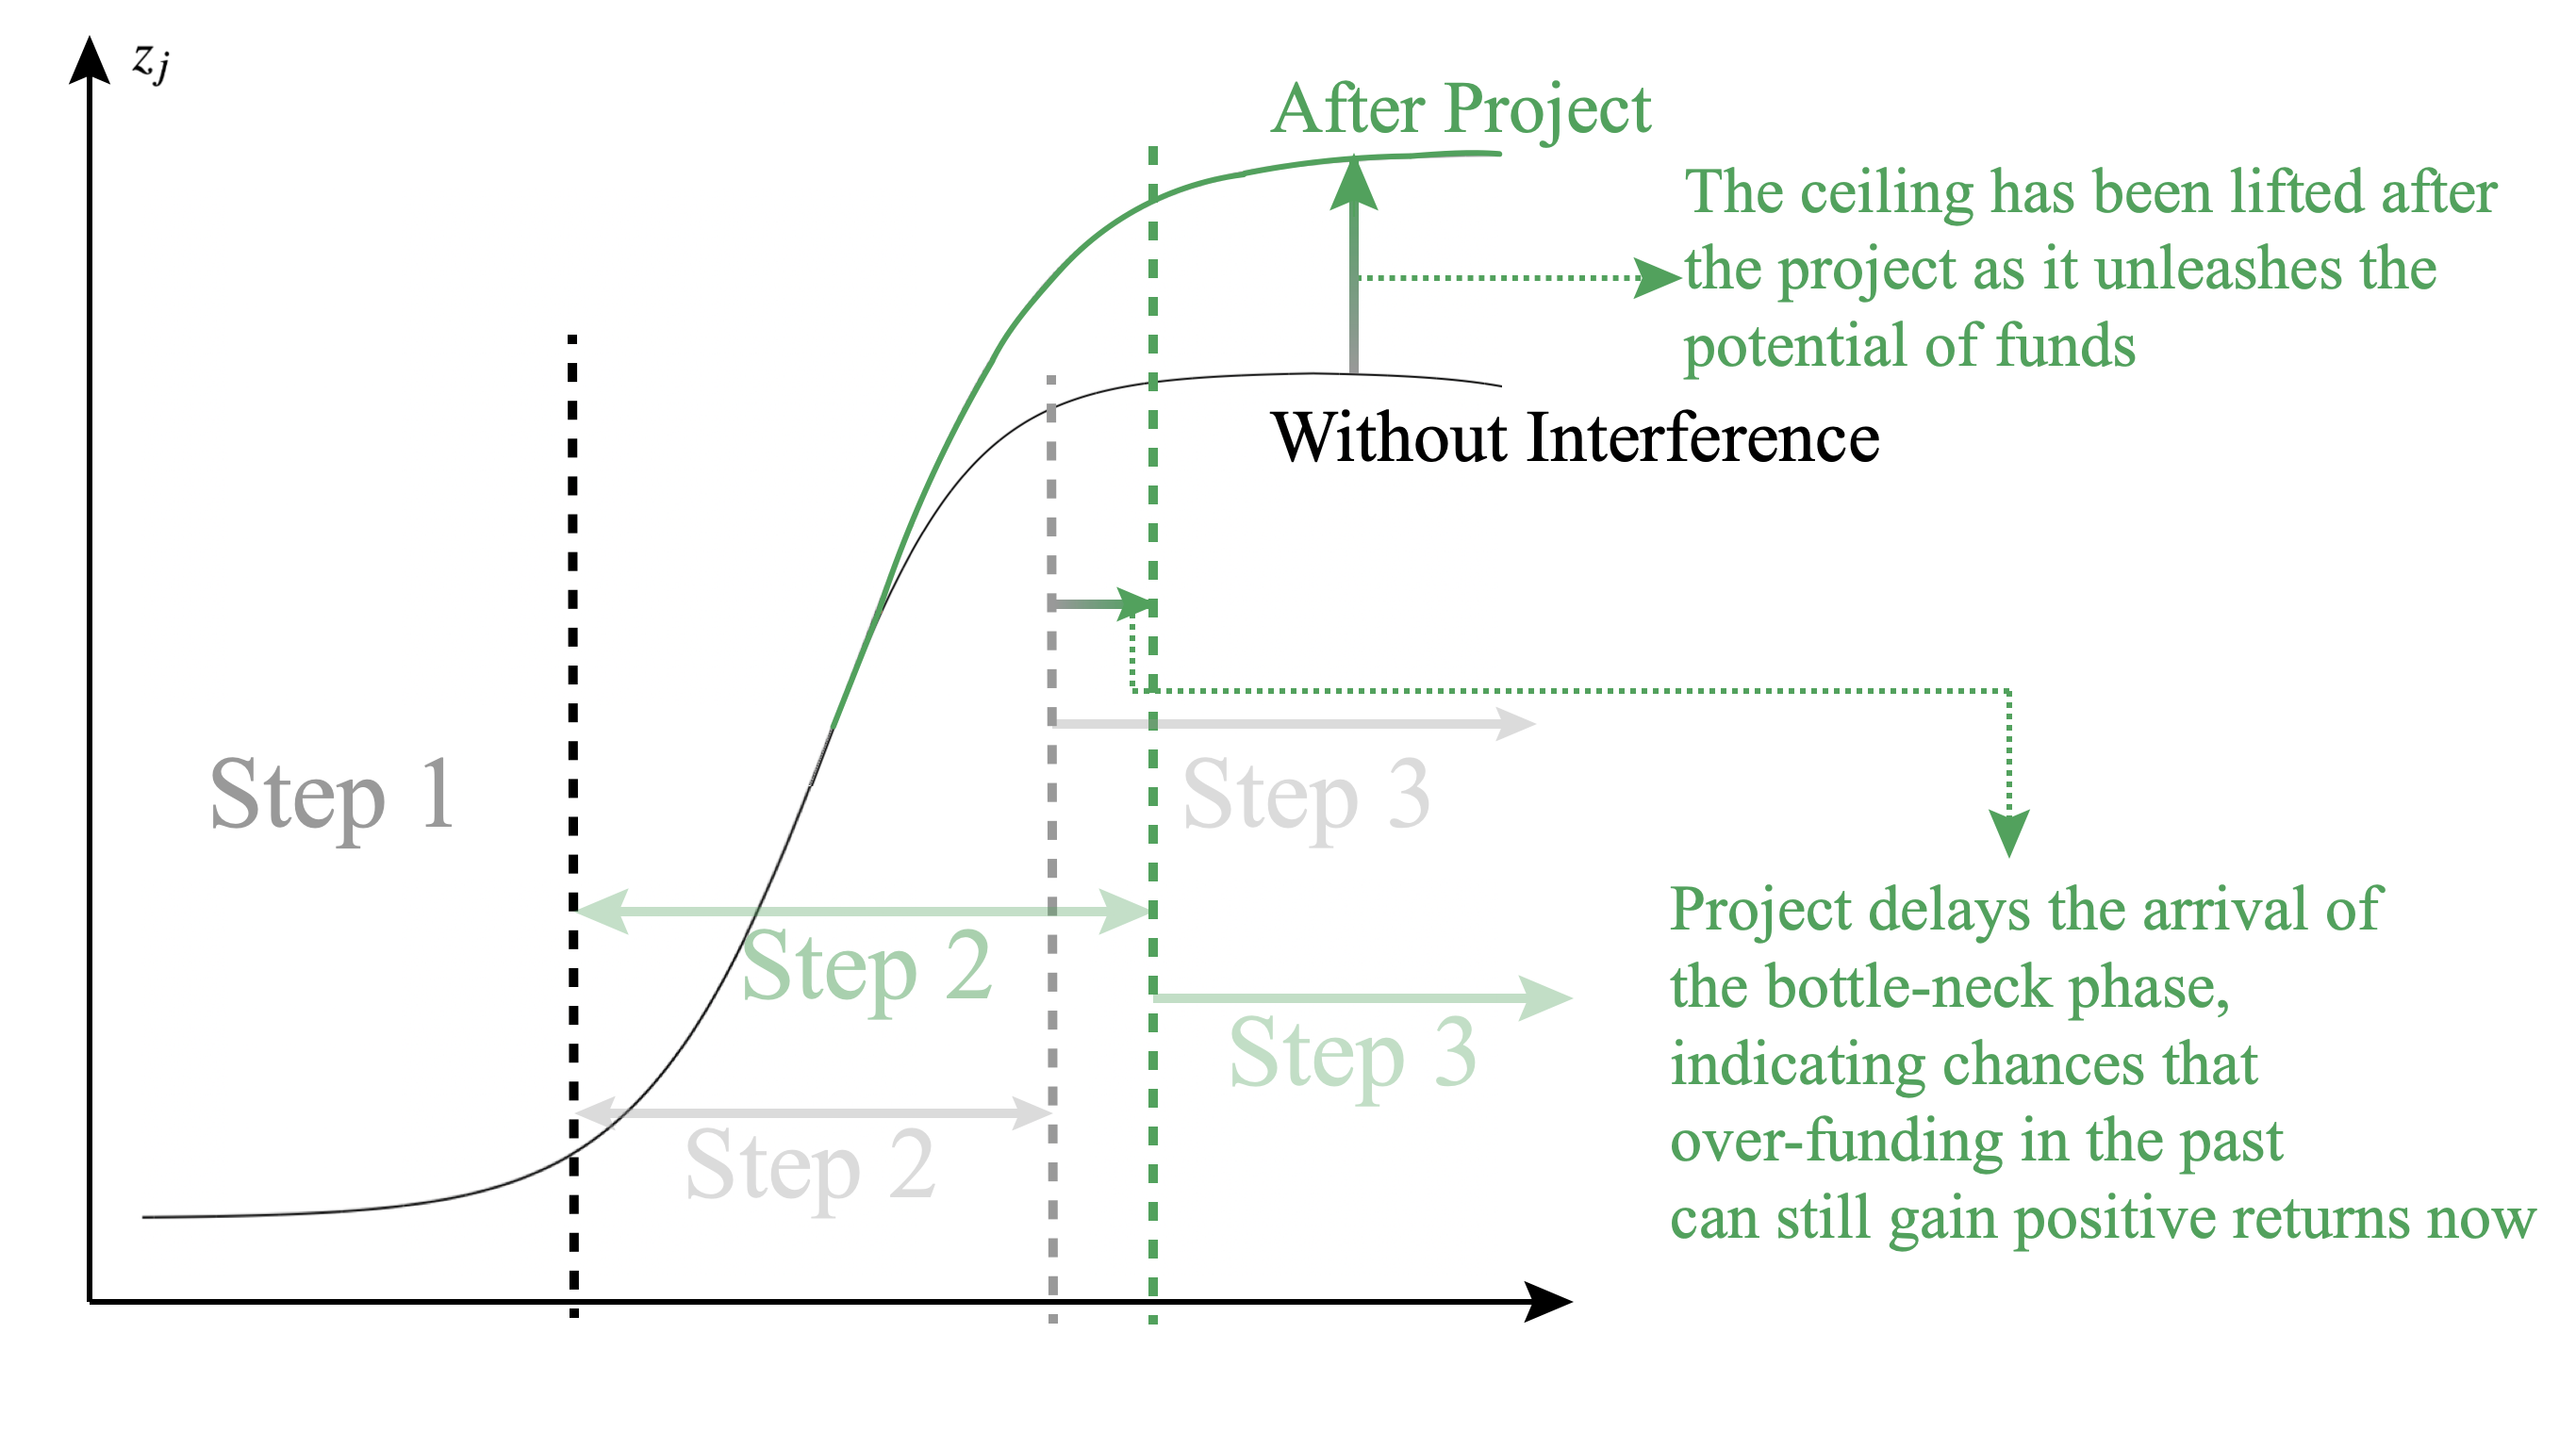 z_j
After Project
The ceiling has been lifted after
the project as it unleashes the
potential of funds
Without Interference
Step 1
Step 3
Step 2
Step 3
Step 2
Project delays the arrival of
the bottle-neck phase,
indicating chances that
over-funding in the past
can still gain positive returns now